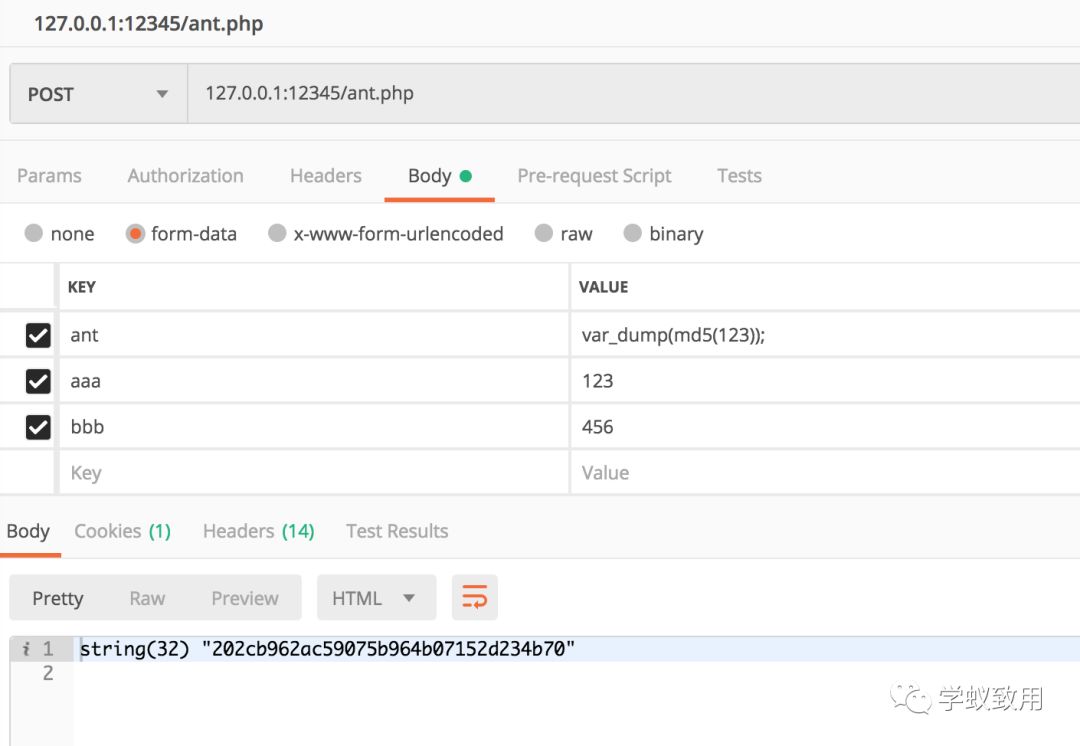 127.0.0.1:12345/ant.php
POST 127.0.0.1:12345/ant.php
Params Authorization Headers Body Pre-request Script Tests
none form-data x-www-form-urlencoded raw binary
KEY VALUE
ant var_dump(md5(123));
aaa 123
bbb 456
Key Value
Body Cookies (1) Headers (14) Test Results
Pretty Raw Preview HTML
i 1 string(32) "202cb962ac59075b964b07152d234b70"
2
学蚁致用